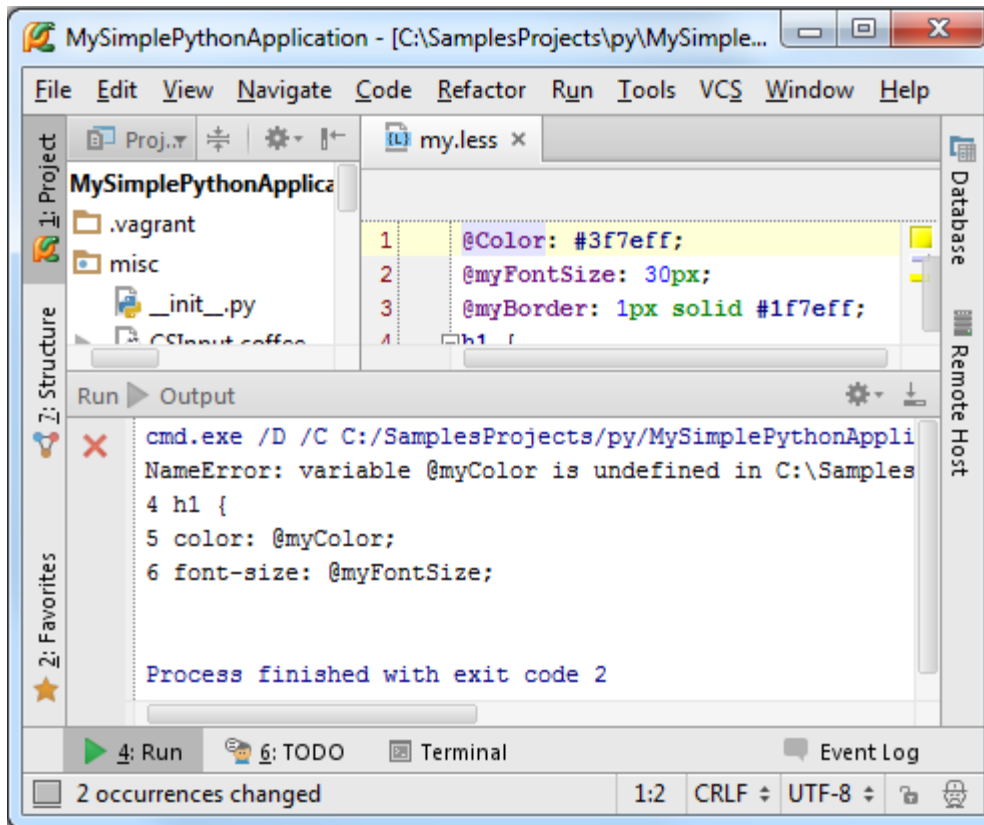 MySimplePythonApplication - [C:\SamplesProjects\py\MySimple...
File Edit View Navigate Code Refactor Run Tools VCS Window Help
1: Project
7: Structure
2: Favorites
Proj..
MySimplePythonApplica
.vagrant
misc
__init__.py
CSInput.coffee
my.less
1 @Color: #3f7eff;
2 @myFontSize: 30px;
3 @myBorder: 1px solid #1f7eff;
4 h1 {
Database
Remote Host
Run Output
cmd.exe /D /C C:/SamplesProjects/py/MySimplePythonAppli
NameError: variable @myColor is undefined in C:\Samples
4 h1 {
5 color: @myColor;
6 font-size: @myFontSize;
Process finished with exit code 2
4: Run 6: TODO Terminal Event Log
2 occurrences changed 1:2 CRLF UTF-8